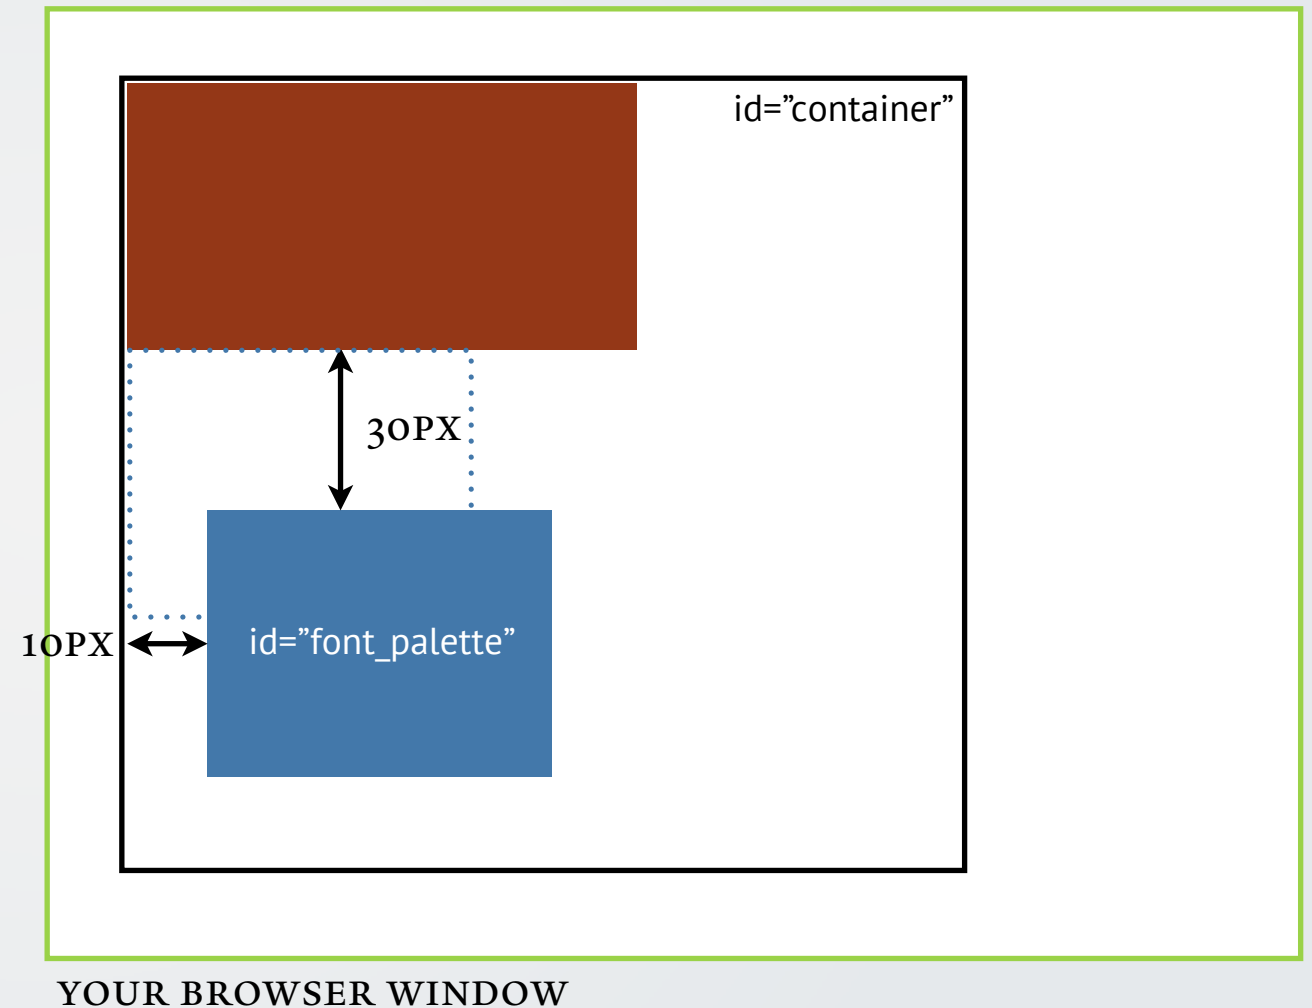 id=”container”
30PX
10PX
id=”font_palette”
YOUR BROWSER WINDOW